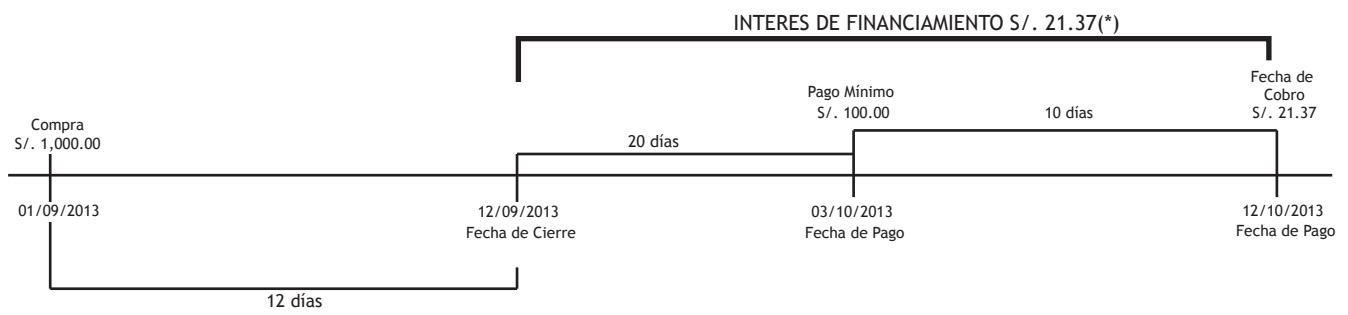 INTERES DE FINANCIAMIENTO S/. 21.37(*)
Fecha de
Cobro
S/. 21.37
Pago Mínimo
S/. 100.00
10 días
Compra
S/. 1,000.00
20 días
01/09/2013
12/09/2013
Fecha de Cierre
03/10/2013
Fecha de Pago
12/10/2013
Fecha de Pago
12 días